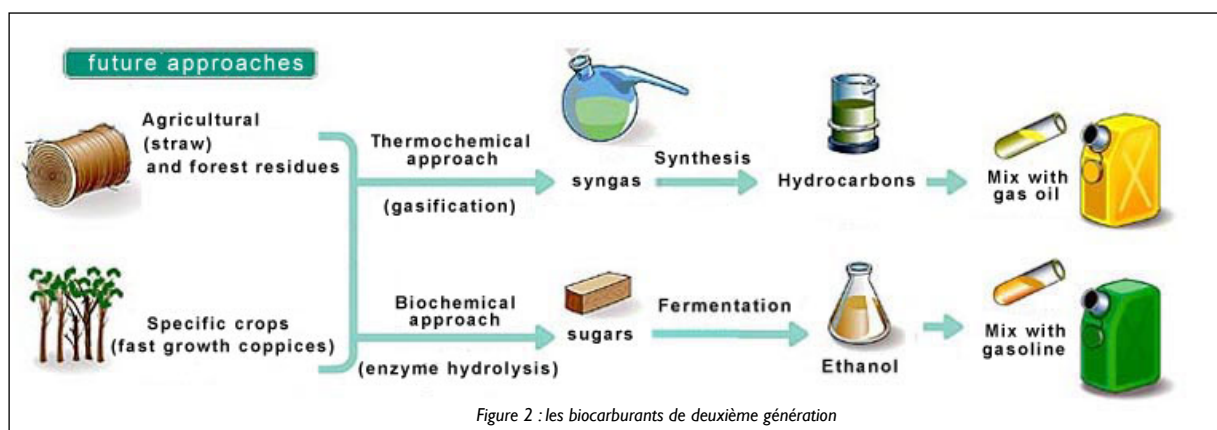 future approaches
Agricultural
(straw)
and forest residues
Thermochemical
approach
(gasification)
syngas
Synthesis
Hydrocarbons
Mix with
gas oil
Specific crops
(fast growth coppices)
Biochemical
approach
(enzyme hydrolysis)
sugars
Fermentation
Ethanol
Mix with
gasoline
Figure 2 : les biocarburants de deuxième génération